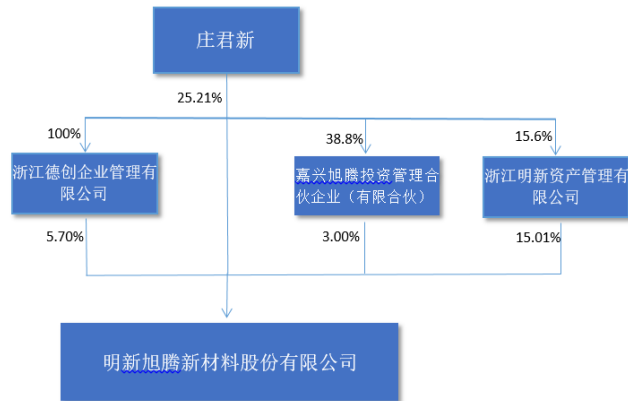 庄君新
25.21%
100%
38.8%
15.6%
浙江德创企业管理有
限公司
嘉兴旭腾投资管理合
伙企业（有限合伙）
浙江明新资产管理有
限公司
5.70%
3.00%
15.01%
明新旭腾新材料股份有限公司